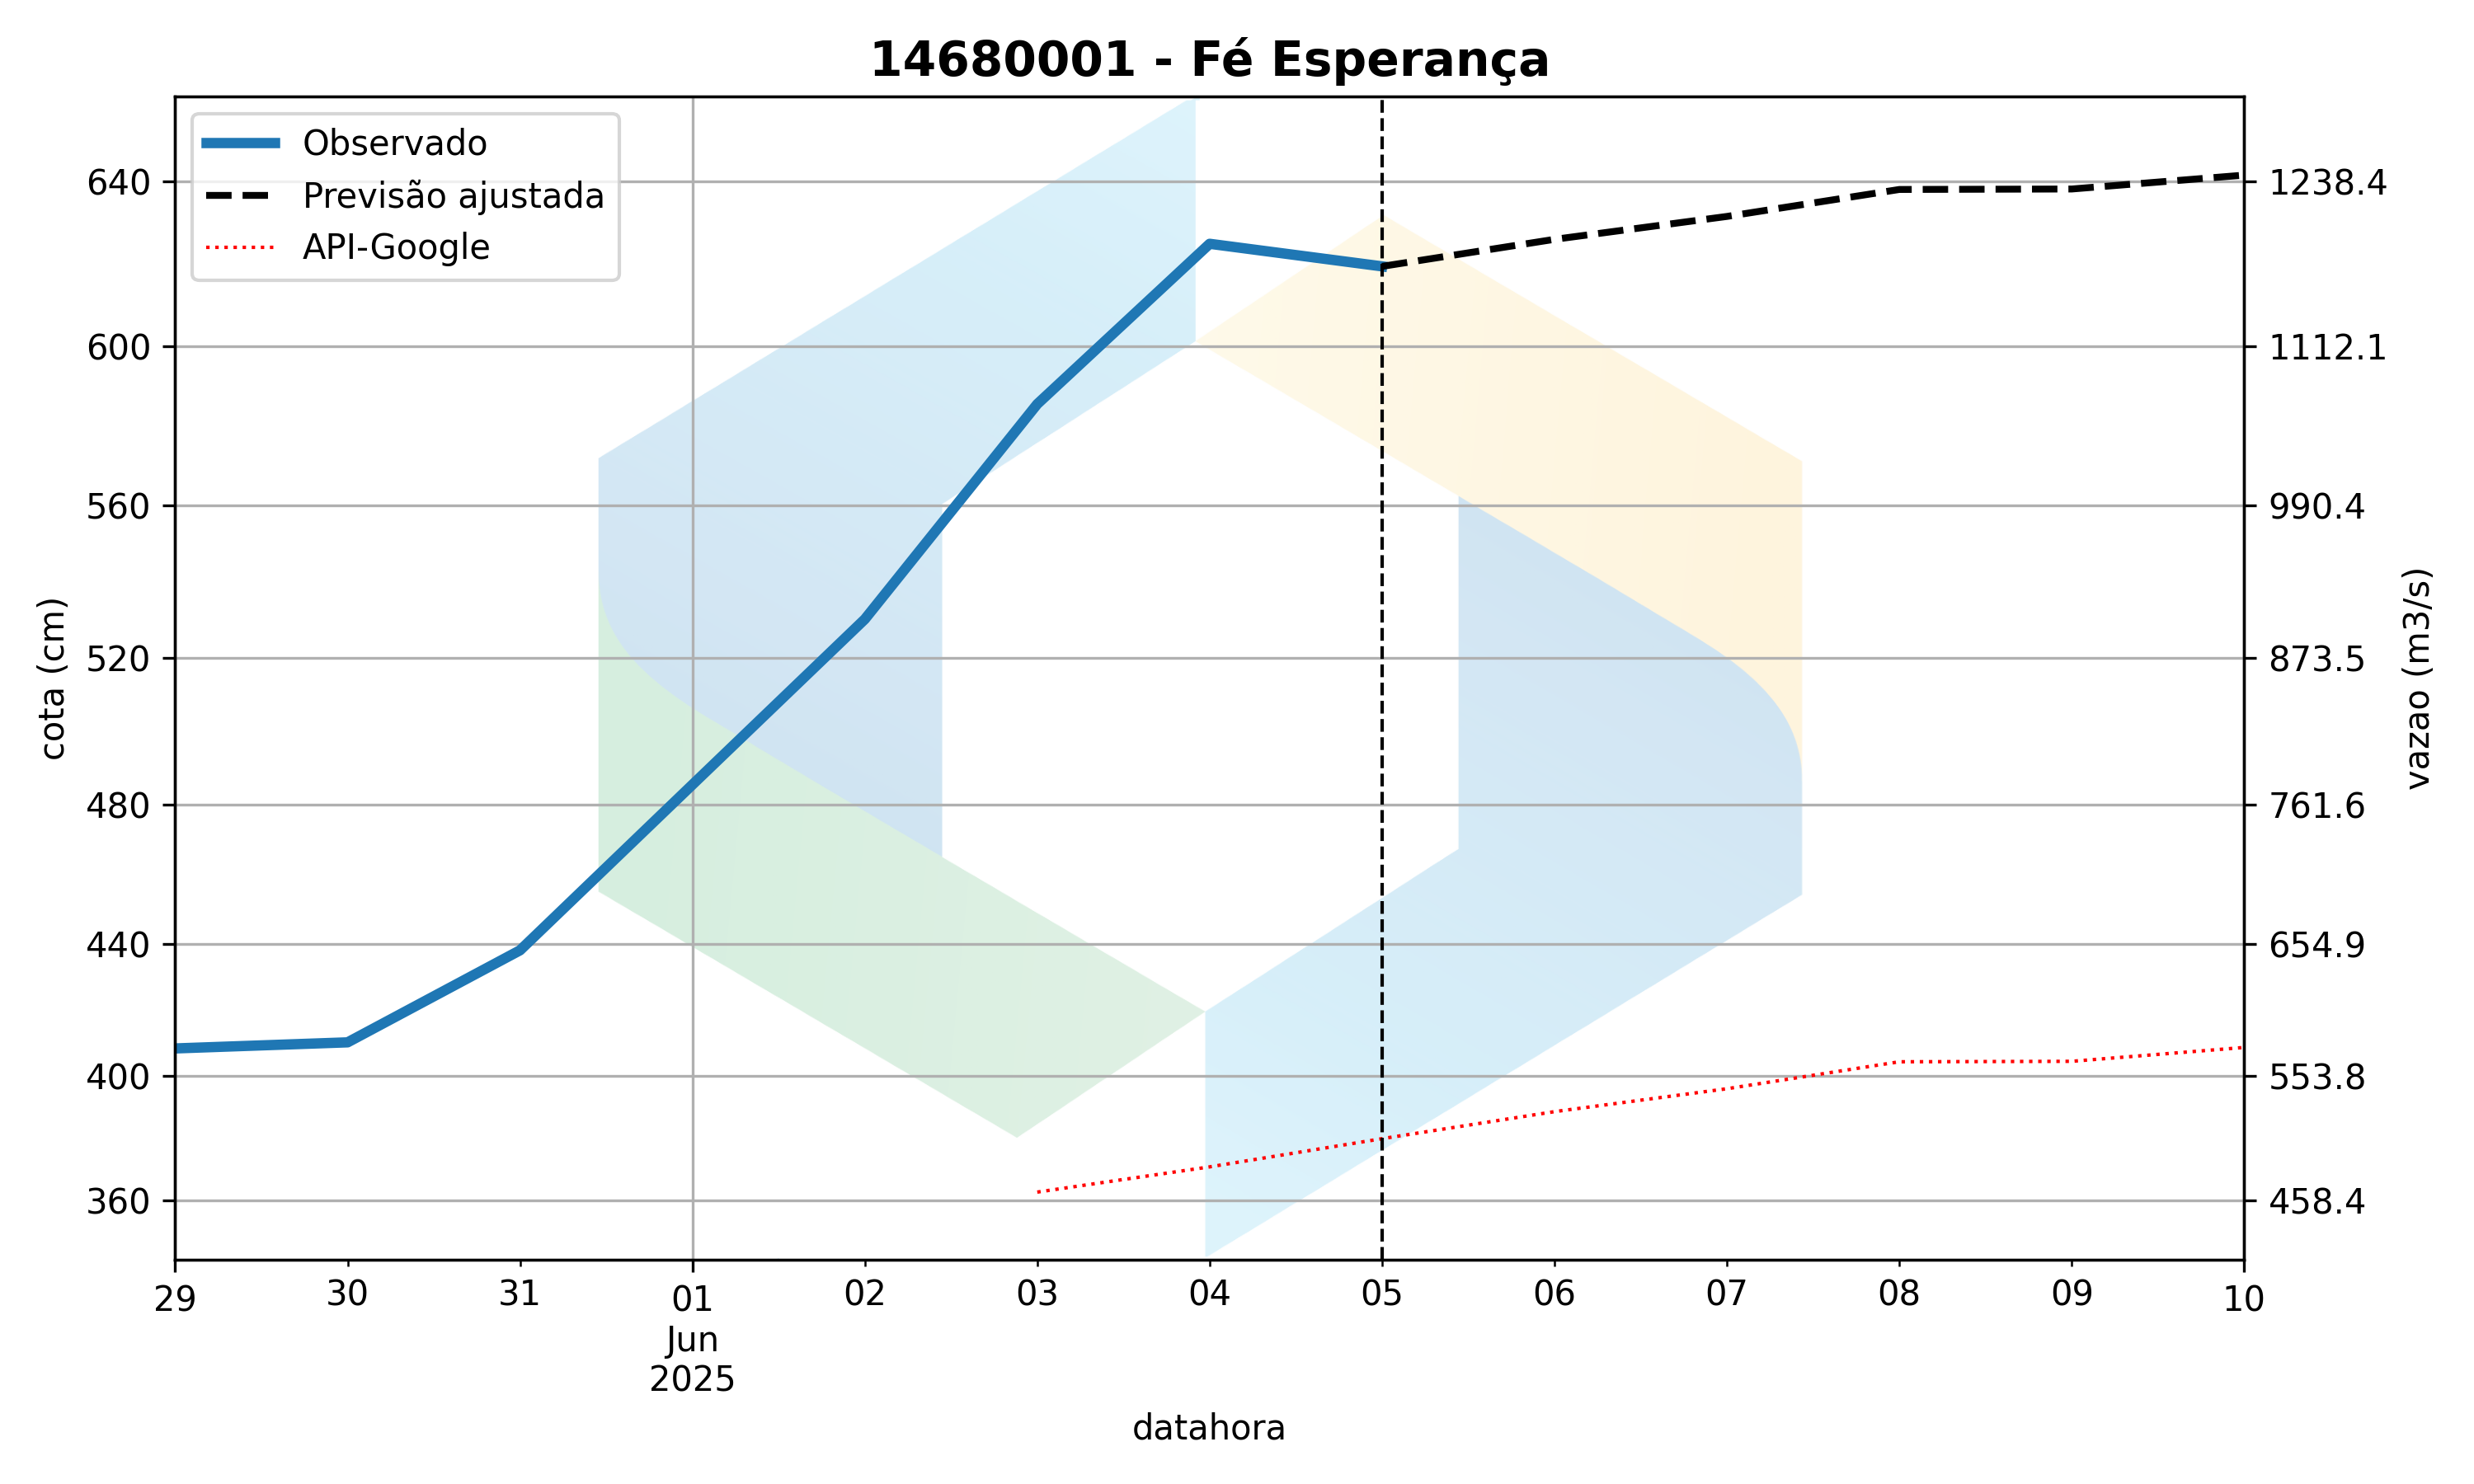 14680001 - Fé Esperança
Observado
Previsão ajustada
API-Google
640
600
560
520
480
440
400
360
cota (cm)
1238.4
1112.1
990.4
873.5
761.6
654.9
553.8
458.4
vazao (m3/s)
29 30 31 01 02 03 04 05 06 07 08 09 10
Jun
2025
datahora